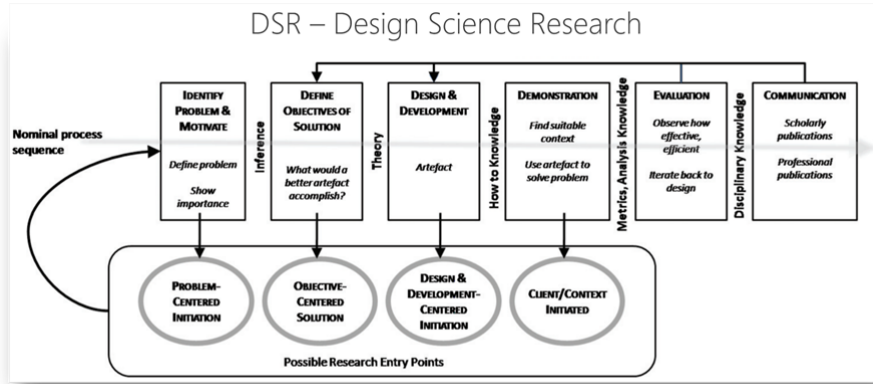 DSR – Design Science Research
Nominal process
sequence
IDENTIFY
PROBLEM &
MOTIVATE
Define problem
Show
importance
Inference
DEFINE
OBJECTIVES OF
SOLUTION
What would a
better artefact
accomplish?
Theory
DESIGN &
DEVELOPMENT
Artefact
How to Knowledge
DEMONSTRATION
Find suitable
context
Use artefact to
solve problem
Metrics, Analysis Knowledge
EVALUATION
Observe how
effective,
efficient
Iterate back to
design
Disciplinary Knowledge
COMMUNICATION
Scholarly
publications
Professional
publications
PROBLEM-
CENTERED
INITIATION
OBJECTIVE-
CENTERED
SOLUTION
DESIGN &
DEVELOPMENT-
CENTERED
INITIATION
CLIENT/CONTEXT
INITIATED
Possible Research Entry Points